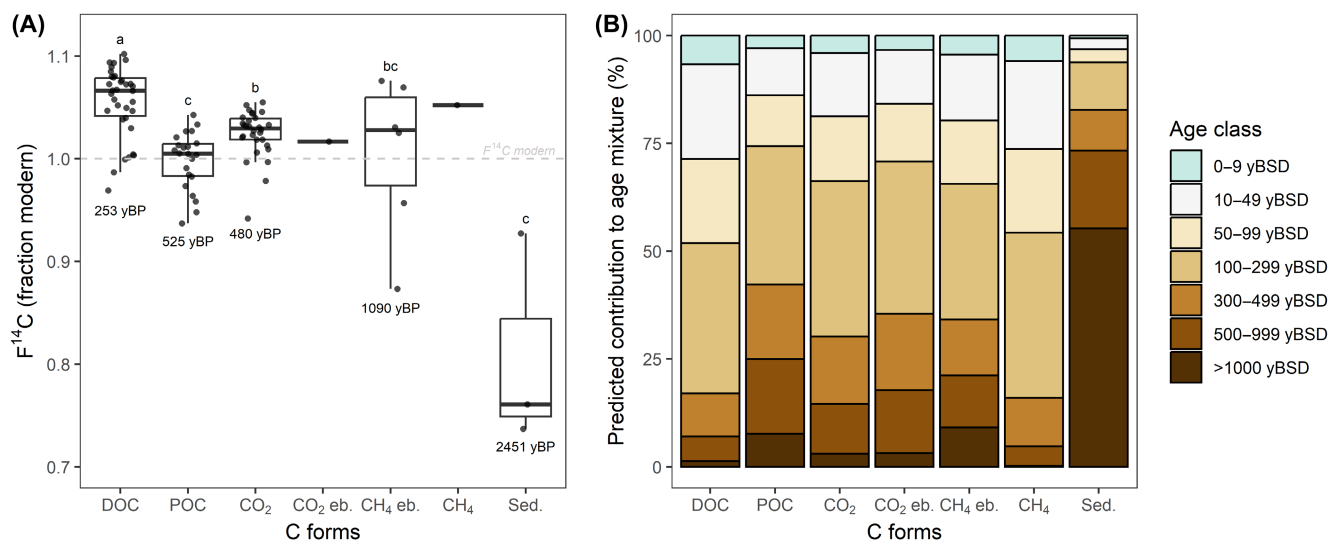 (A)
F¹⁴C (fraction modern)
1.1
1.0
0.9
0.8
0.7
a
c
b
bc
c
F¹⁴C modern
253 yBP
525 yBP
480 yBP
1090 yBP
2451 yBP
DOC POC CO₂ CO₂ eb. CH₄ eb. CH₄ Sed.
C forms
(B)
Predicted contribution to age mixture (%)
100
75
50
25
0
DOC POC CO₂ CO₂ eb. CH₄ eb. CH₄ Sed.
C forms
Age class
0–9 yBSD
10–49 yBSD
50–99 yBSD
100–299 yBSD
300–499 yBSD
500–999 yBSD
>1000 yBSD